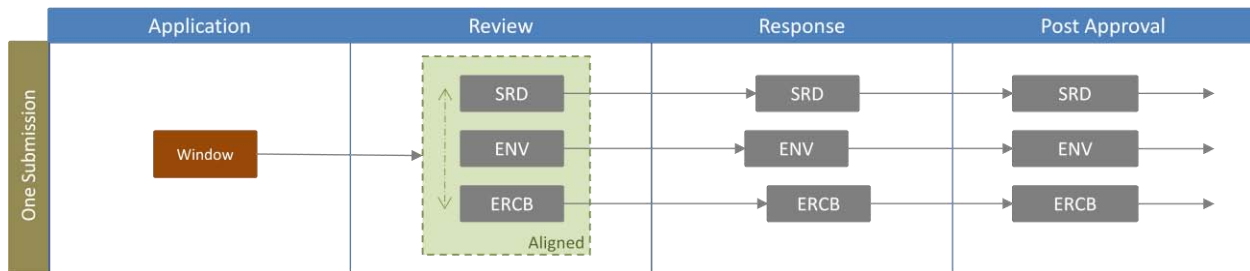 Application
Review
Response
Post Approval
One Submission
Window
SRD
SRD
SRD
ENV
ENV
ENV
ERCB
ERCB
ERCB
Aligned